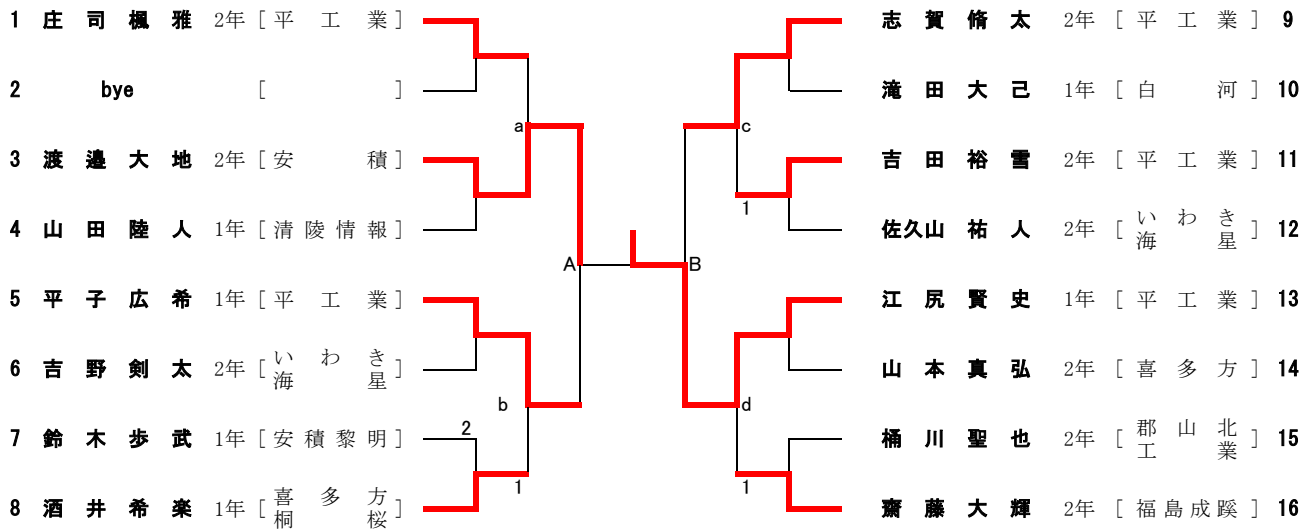 1 庄司楓雅 2年 [平工業]
2 bye [ ]
3 渡邉大地 2年 [安積]
4 山田陸人 1年 [清陵情報]
5 平子広希 1年 [平工業]
6 吉野剣太 2年 [いわき海星]
7 鈴木歩武 1年 [安積黎明]
8 酒井希楽 1年 [喜多方桐桜]
a
b
2
1
A
B
c
1
d
1
志賀脩太 2年 [平工業] 9
滝田大己 1年 [白河] 10
吉田裕雪 2年 [平工業] 11
佐久山祐人 2年 [いわき海星] 12
江尻賢史 1年 [平工業] 13
山本真弘 2年 [喜多方] 14
桶川聖也 2年 [郡山北工業] 15
齋藤大輝 2年 [福島成蹊] 16